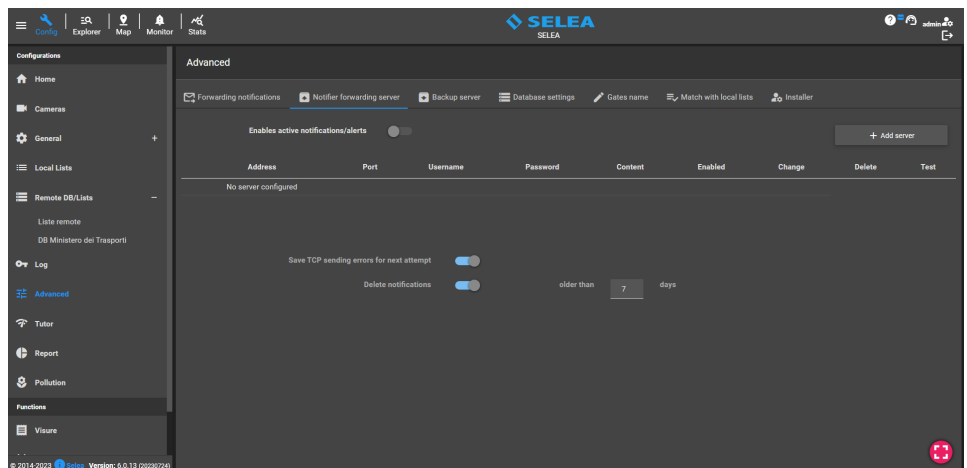 Config
Explorer
Map
Monitor
Stats
SELEA
SELEA
admin
Configurations
Home
Cameras
General +
Local Lists
Remote DB/Lists −
Liste remote
DB Ministero dei Trasporti
Log
Advanced
Tutor
Report
Pollution
Functions
Visure
© 2014-2023 Selea Version: 6.0.13 (20230724)
Advanced
Forwarding notifications
Notifier forwarding server
Backup server
Database settings
Gates name
Match with local lists
Installer
Enables active notifications/alerts
+ Add server
Address Port Username Password Content Enabled Change Delete Test
No server configured
Save TCP sending errors for next attempt
Delete notifications older than 7 days